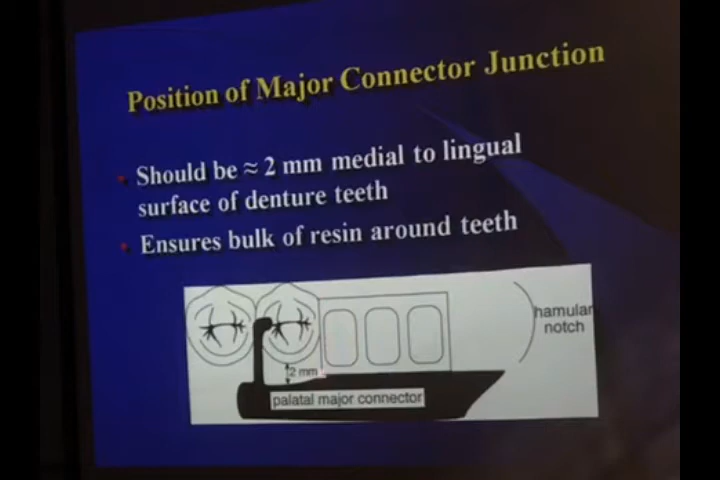 Position of Major Connector Junction
Should be ≈ 2 mm medial to lingual
surface of denture teeth
Ensures bulk of resin around teeth
hamular
notch
2 mm
palatal major connector